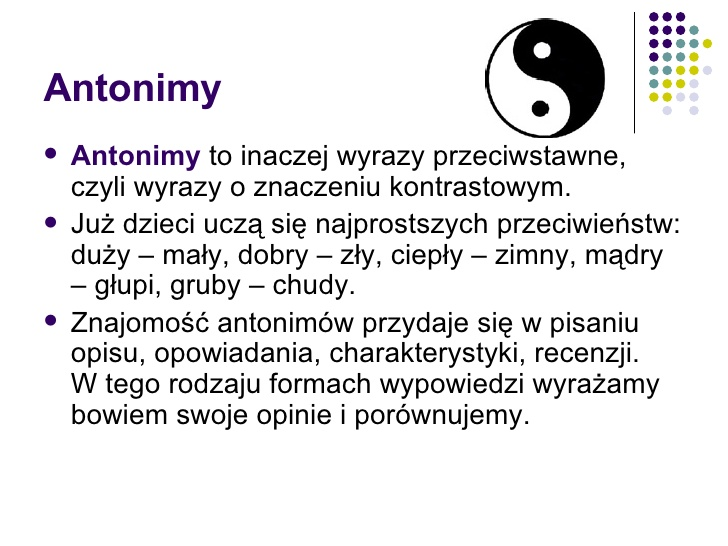 Antonimy
Antonimy to inaczej wyrazy przeciwstawne,
czyli wyrazy o znaczeniu kontrastowym.
Już dzieci uczą się najprostszych przeciwieństw:
duży – mały, dobry – zły, ciepły – zimny, mądry
– głupi, gruby – chudy.
Znajomość antonimów przydaje się w pisaniu
opisu, opowiadania, charakterystyki, recenzji.
W tego rodzaju formach wypowiedzi wyrażamy
bowiem swoje opinie i porównujemy.